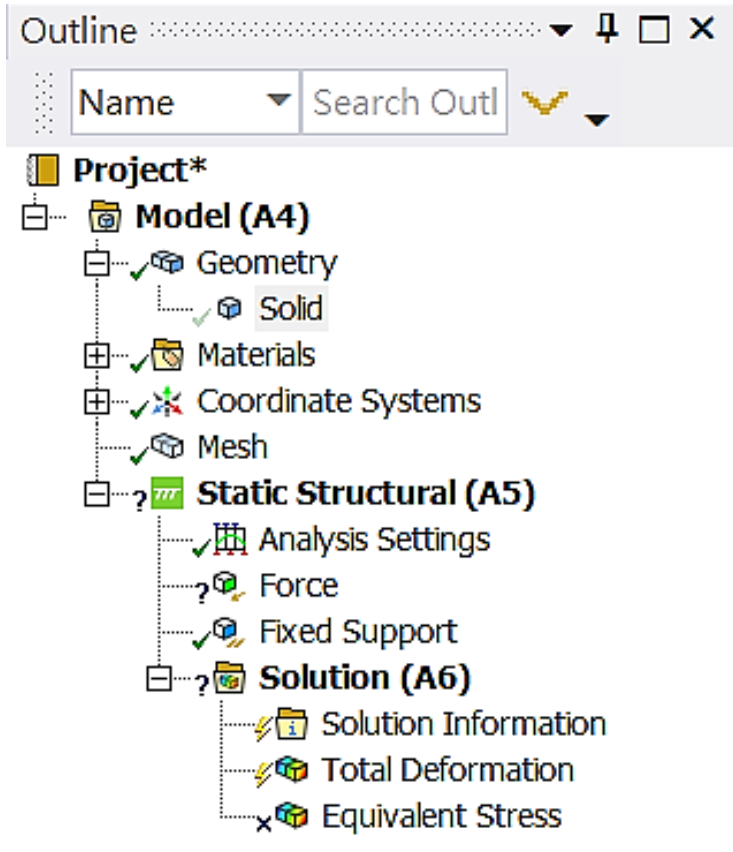 Outline
Name Search Outl
Project*
Model (A4)
Geometry
Solid
Materials
Coordinate Systems
Mesh
? Static Structural (A5)
Analysis Settings
? Force
Fixed Support
? Solution (A6)
Solution Information
Total Deformation
Equivalent Stress